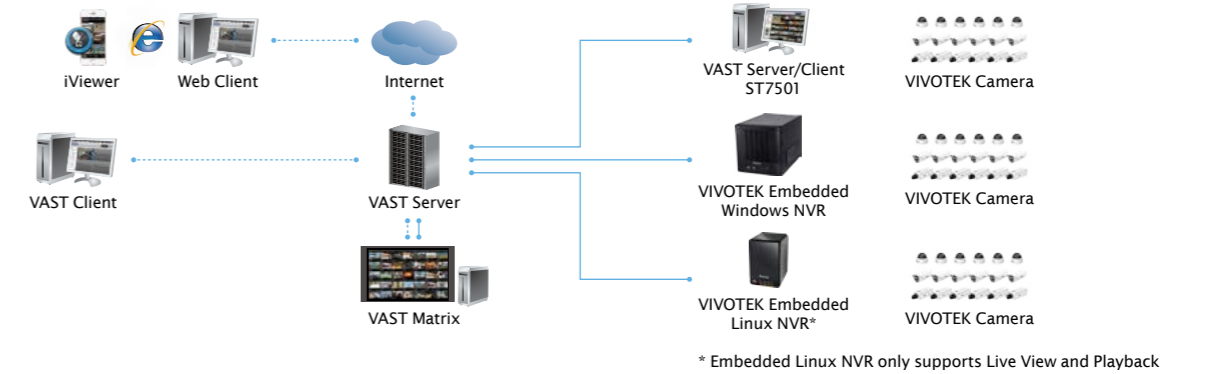 iViewer
Web Client
Internet
VAST Server/Client
ST7501
VIVOTEK Camera
VAST Client
VAST Server
VIVOTEK Embedded
Windows NVR
VIVOTEK Camera
VAST Matrix
VIVOTEK Embedded
Linux NVR*
VIVOTEK Camera
* Embedded Linux NVR only supports Live View and Playback